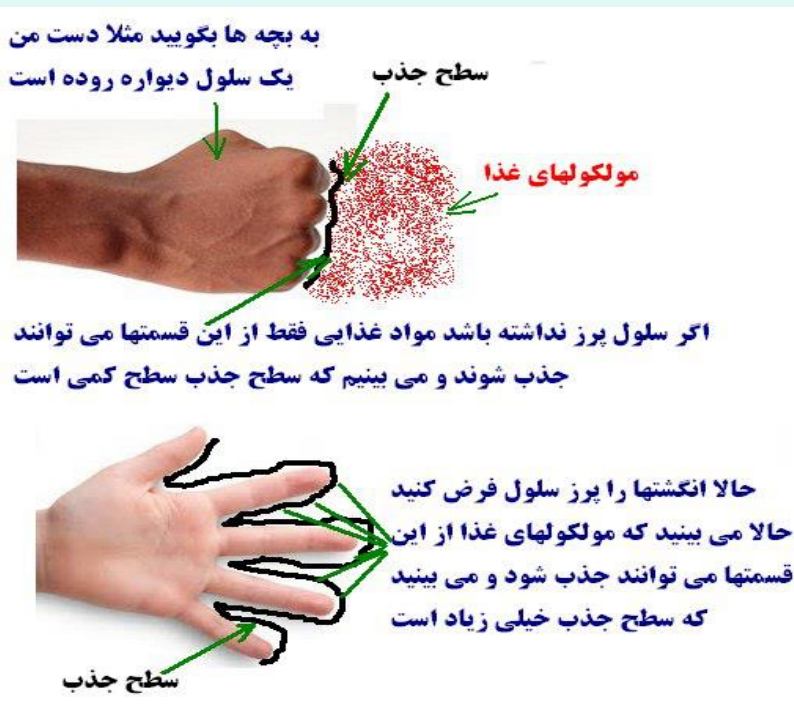 به بچه ها بگویید مثلا دست من
یک سلول دیواره روده است
سطح جذب
مولکولهای غذا
اگر سلول پرز نداشته باشد مواد غذایی فقط از این قسمتها می توانند
جذب شوند و می بینیم که سطح جذب سطح کمی است
حالا انگشتها را پرز سلول فرض کنید
حالا می بینید که مولکولهای غذا از این
قسمتها می توانند جذب شود و می بینید
که سطح جذب خیلی زیاد است
سطح جذب